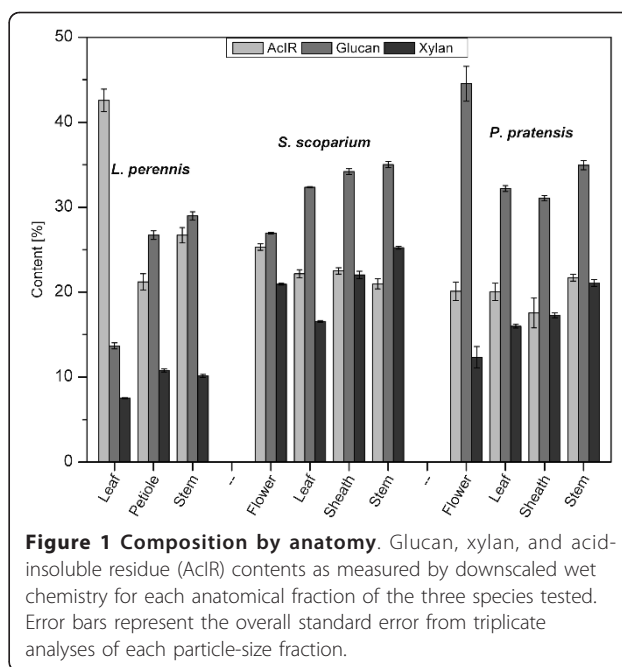 AcIR Glucan Xylan
50
40
30
20
10
0
Content [%]
L. perennis
S. scoparium
P. pratensis
Leaf Petiole Stem -- Flower Leaf Sheath Stem -- Flower Leaf Sheath Stem
Figure 1 Composition by anatomy. Glucan, xylan, and acid-
insoluble residue (AcIR) contents as measured by downscaled wet
chemistry for each anatomical fraction of the three species tested.
Error bars represent the overall standard error from triplicate
analyses of each particle-size fraction.